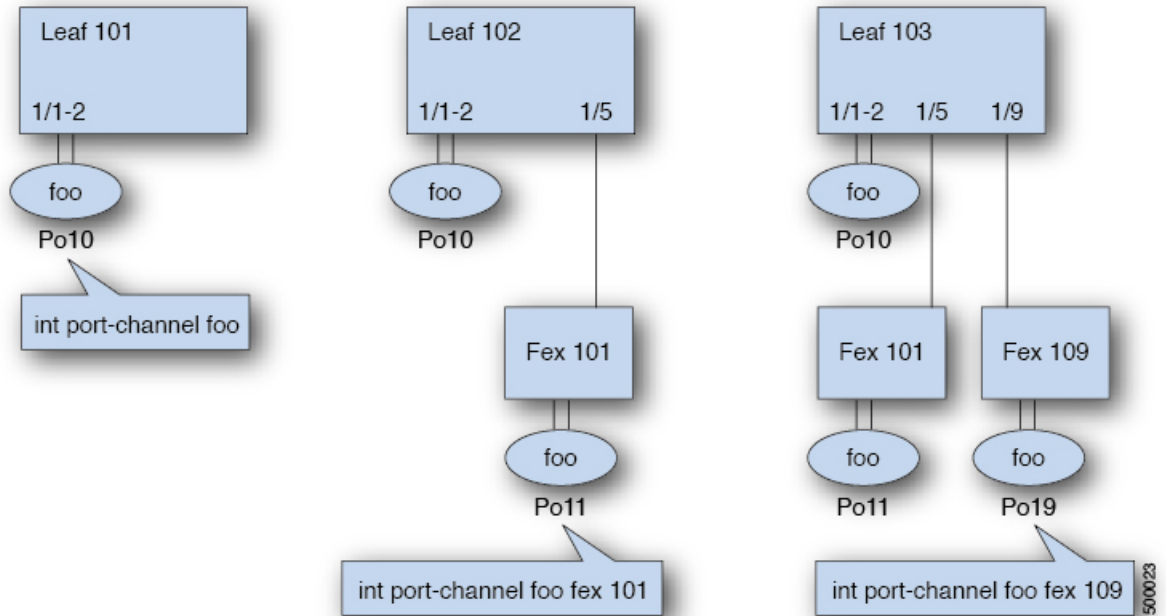 Leaf 101
1/1-2
foo
Po10
int port-channel foo
Leaf 102
1/1-2
1/5
foo
Po10
Fex 101
foo
Po11
int port-channel foo fex 101
Leaf 103
1/1-2
1/5
1/9
foo
Po10
Fex 101
Fex 109
foo
foo
Po11
Po19
int port-channel foo fex 109
500023